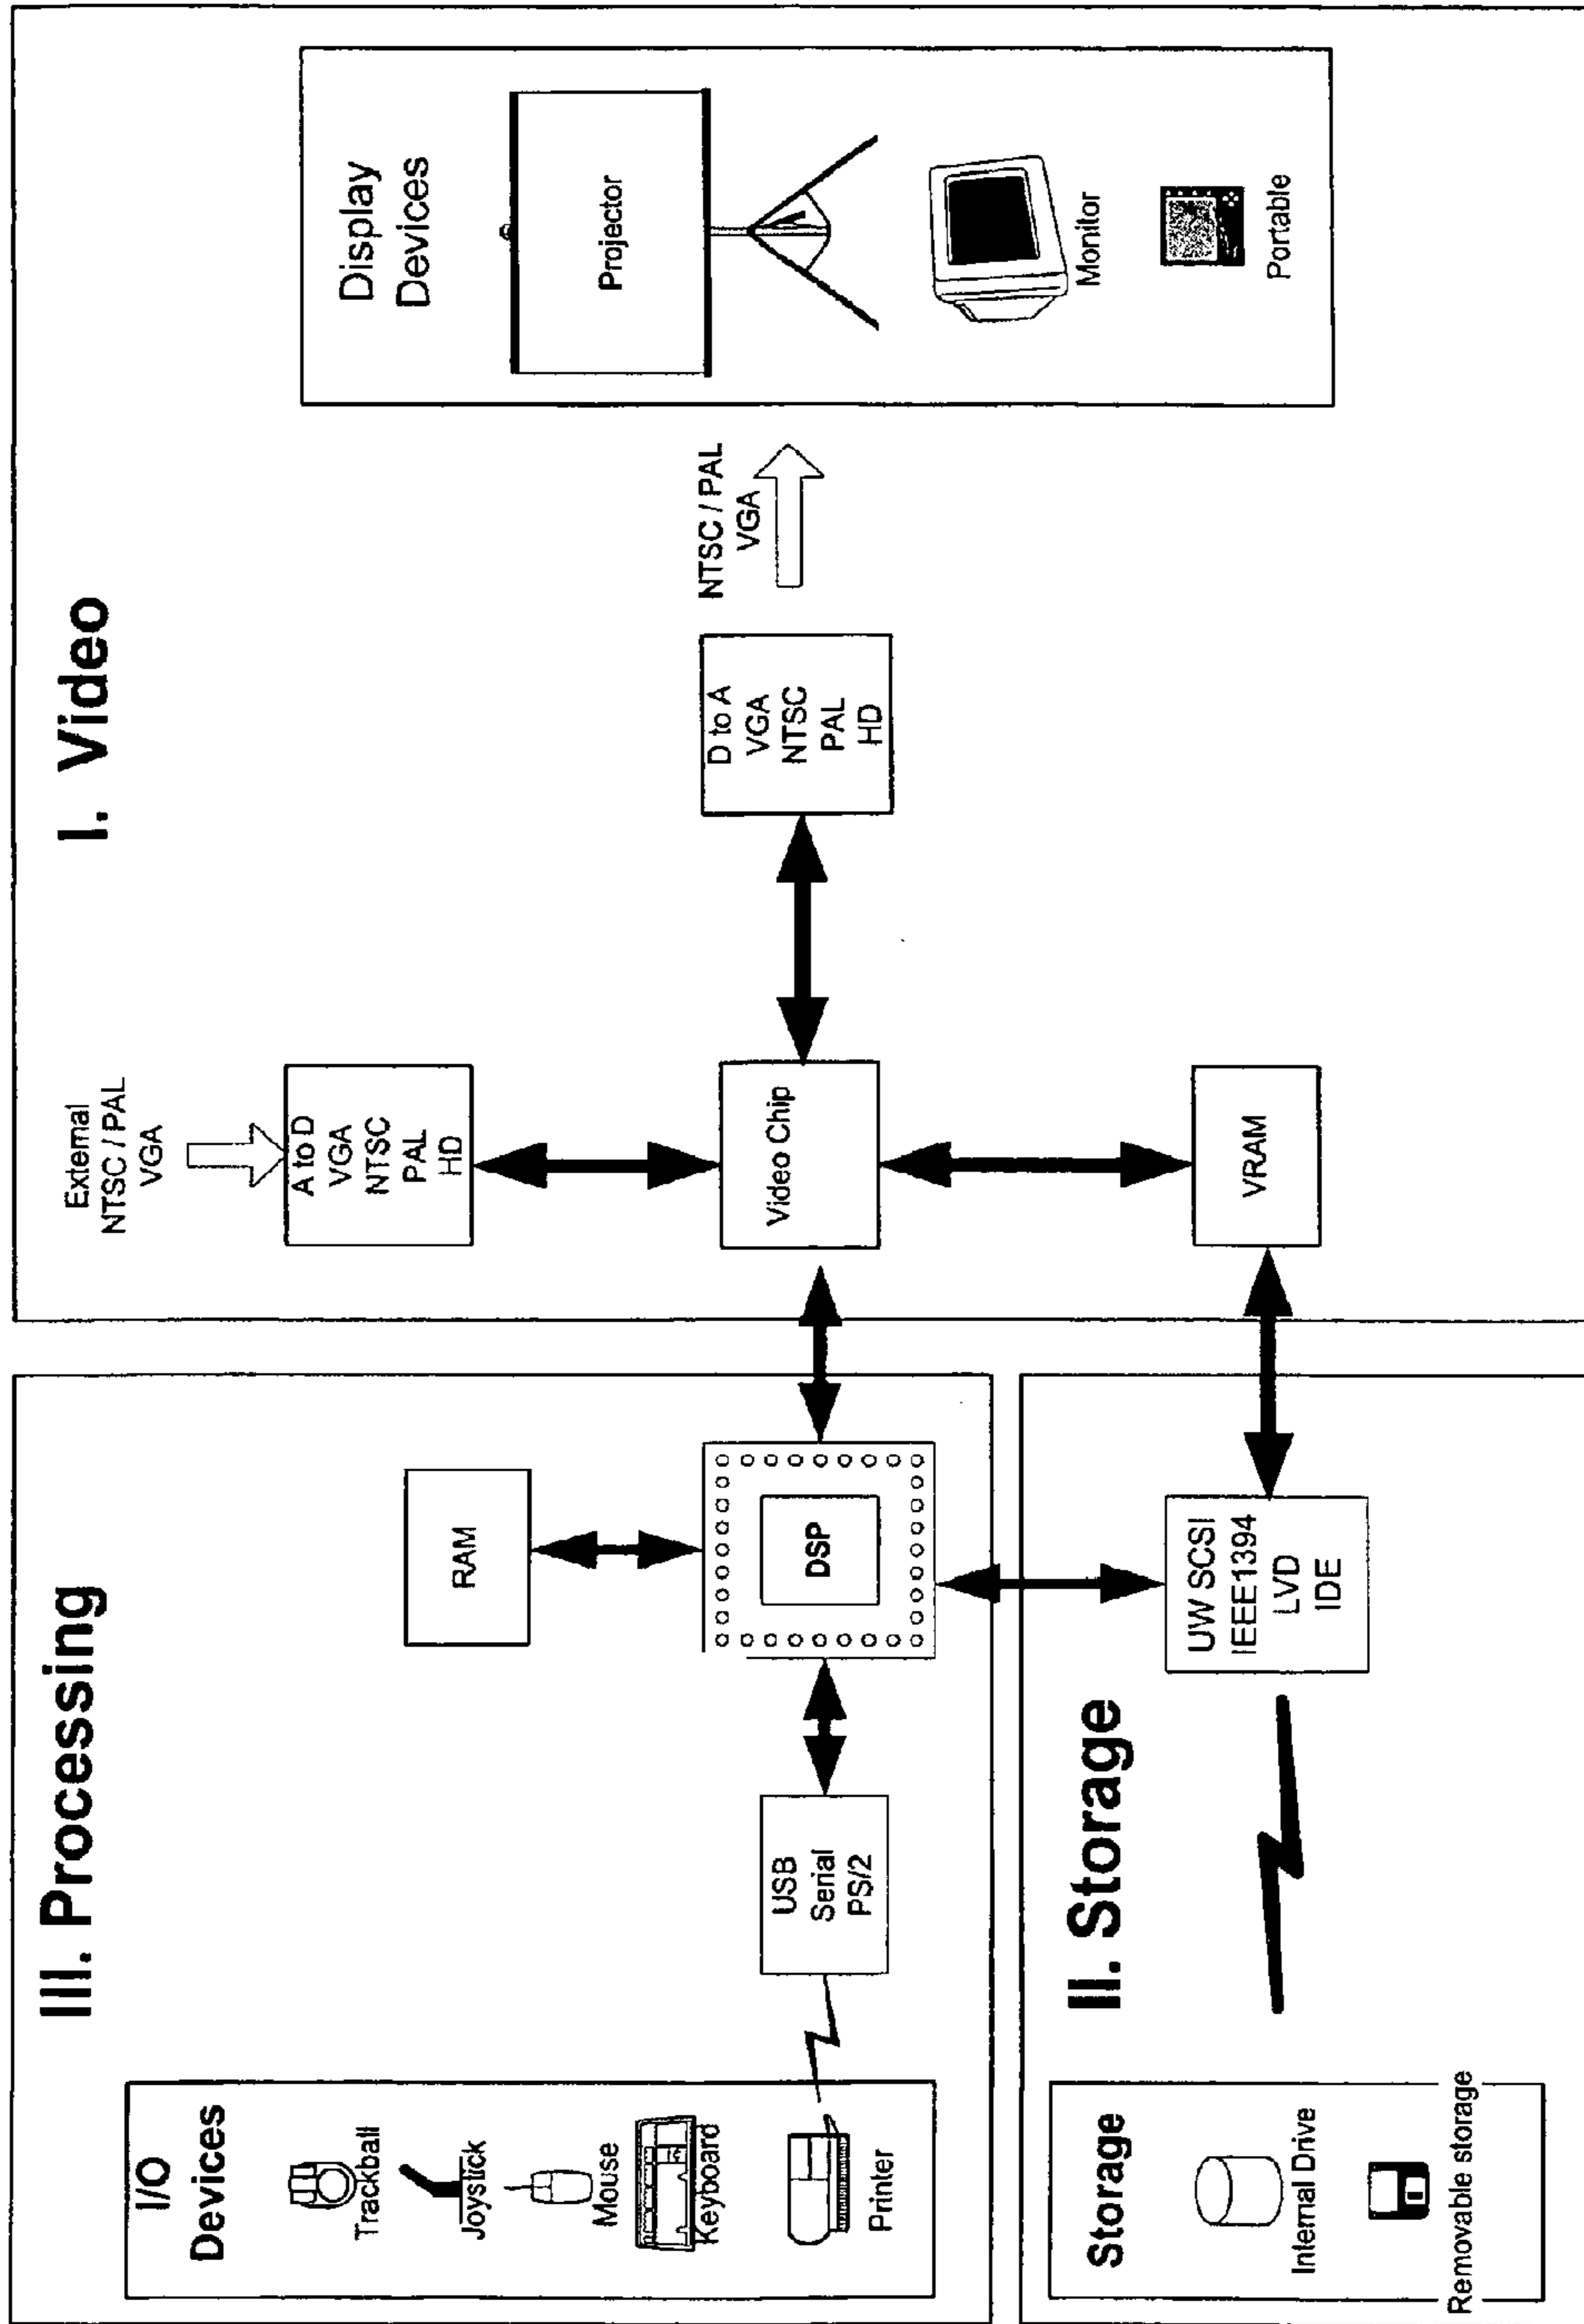 III. Processing
I/O
Devices
Trackball
Joystick
Mouse
Keyboard
Printer
USB
Serial
PS/2
RAM
DSP
II. Storage
Storage
Internal Drive
Removable storage
UW SCSI
IEEE1394
LVD
IDE
I. Video
External
NTSC / PAL
VGA
A to D
VGA
NTSC
PAL
HD
Video Chip
VRAM
D to A
VGA
NTSC
PAL
HD
NTSC / PAL
VGA
Display
Devices
Projector
Monitor
Portable